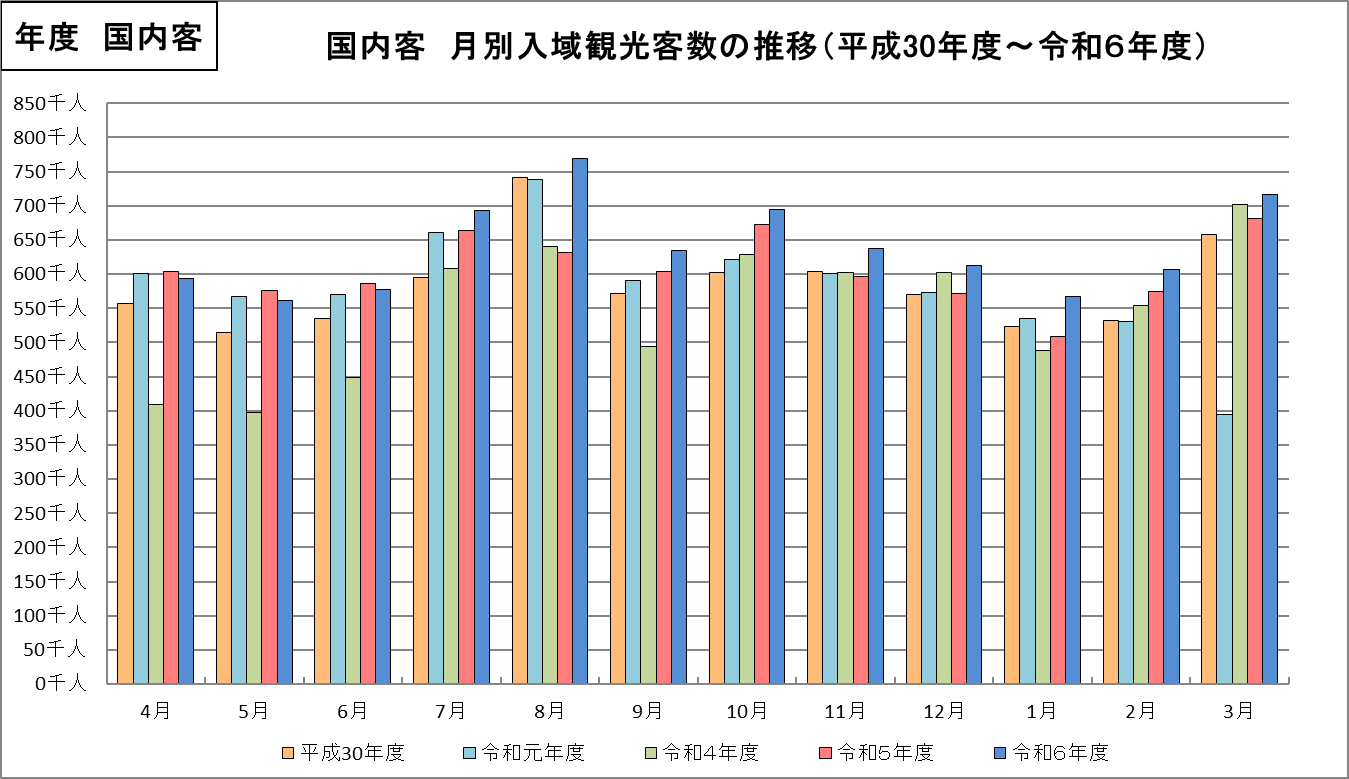 年度　国内客
国内客　月別入域観光客数の推移（平成30年度～令和６年度）
850千人
800千人
750千人
700千人
650千人
600千人
550千人
500千人
450千人
400千人
350千人
300千人
250千人
200千人
150千人
100千人
50千人
0千人
4月 5月 6月 7月 8月 9月 10月 11月 12月 1月 2月 3月
平成30年度 令和元年度 令和４年度 令和５年度 令和６年度